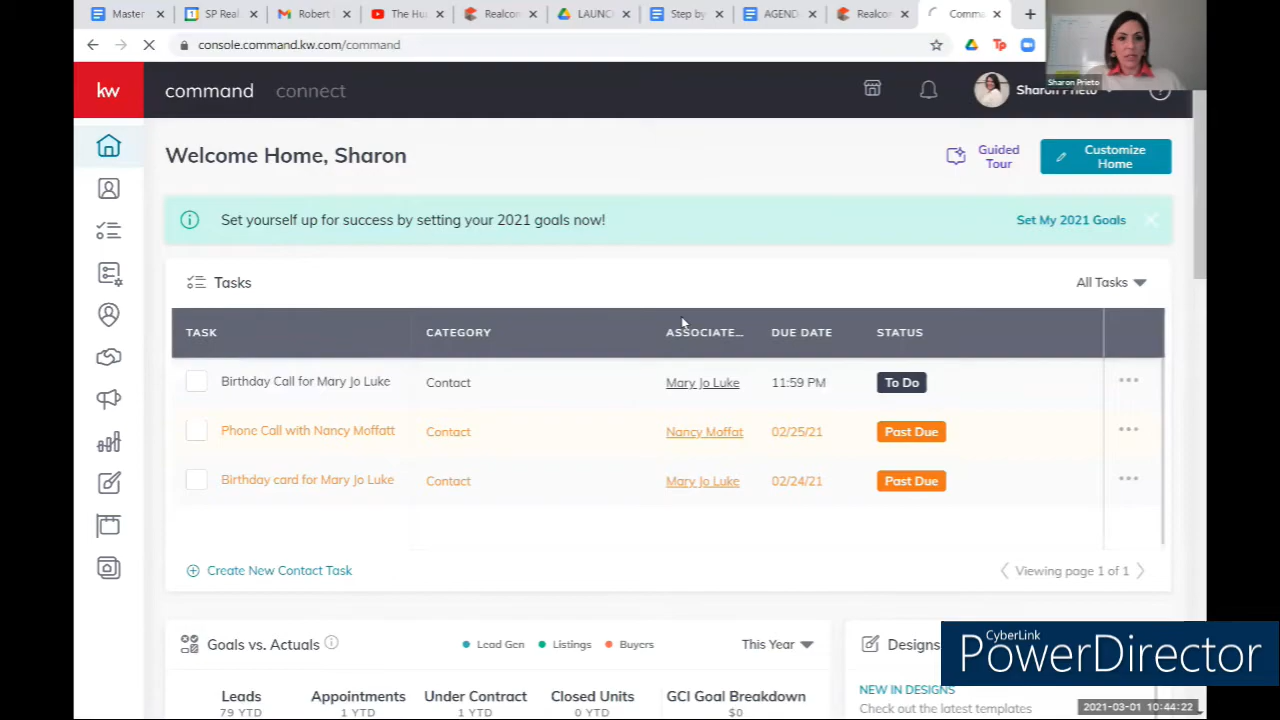 Master
SP Real
Robert
The Hu
Realcon
LAUNC
Step by
AGEND
Realcon
Comma
console.command.kw.com/command
Tp
Sharon Prieto
kw
command
connect
Sharon Prieto
Welcome Home, Sharon
Guided
Tour
Customize
Home
Set yourself up for success by setting your 2021 goals now!
Set My 2021 Goals
Tasks
All Tasks
TASK
CATEGORY
ASSOCIATE...
DUE DATE
STATUS
Birthday Call for Mary Jo Luke
Contact
Mary Jo Luke
11:59 PM
To Do
Phone Call with Nancy Moffatt
Contact
Nancy Moffat
02/25/21
Past Due
Birthday card for Mary Jo Luke
Contact
Mary Jo Luke
02/24/21
Past Due
Create New Contact Task
Viewing page 1 of 1
Goals vs. Actuals
Lead Gen
Listings
Buyers
This Year
Designs
Leads
79 YTD
Appointments
1 YTD
Under Contract
1 YTD
Closed Units
0 YTD
GCI Goal Breakdown
$0
NEW IN DESIGNS
Check out the latest templates
CyberLink
PowerDirector
2021-03-01 10:44:22